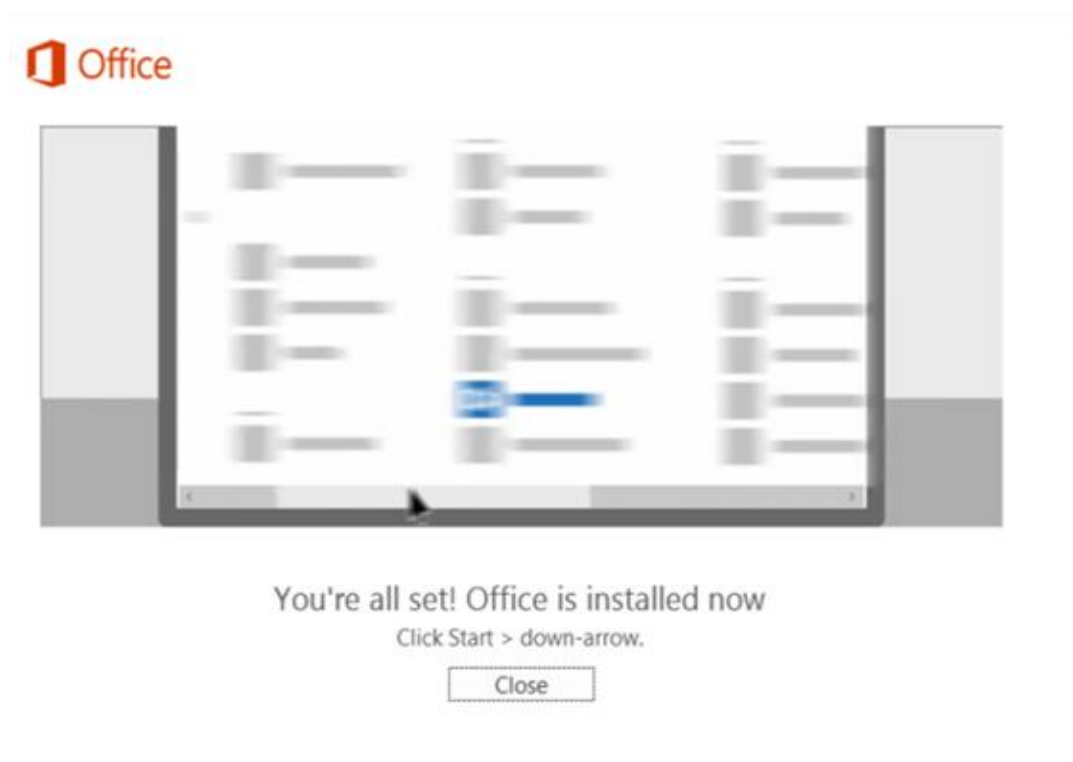 Office
You're all set! Office is installed now
Click Start > down-arrow.
Close